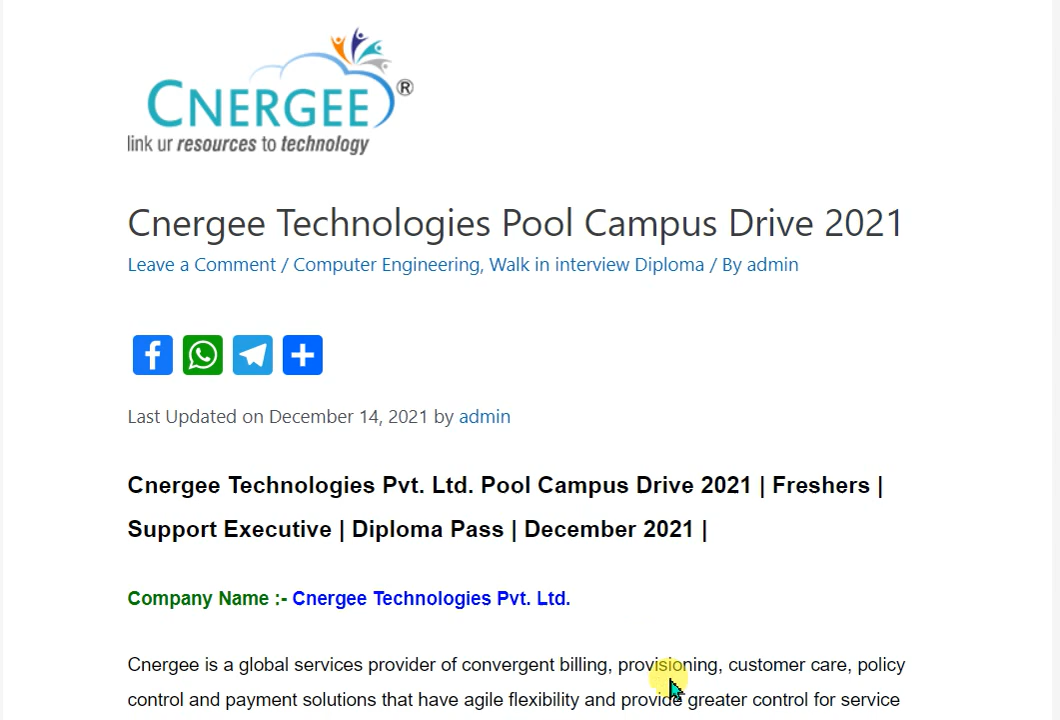 CNERGEE®
link ur resources to technology
Cnergee Technologies Pool Campus Drive 2021
Leave a Comment / Computer Engineering, Walk in interview Diploma / By admin
Last Updated on December 14, 2021 by admin
Cnergee Technologies Pvt. Ltd. Pool Campus Drive 2021 | Freshers |
Support Executive | Diploma Pass | December 2021 |
Company Name :- Cnergee Technologies Pvt. Ltd.
Cnergee is a global services provider of convergent billing, provisioning, customer care, policy
control and payment solutions that have agile flexibility and provide greater control for service